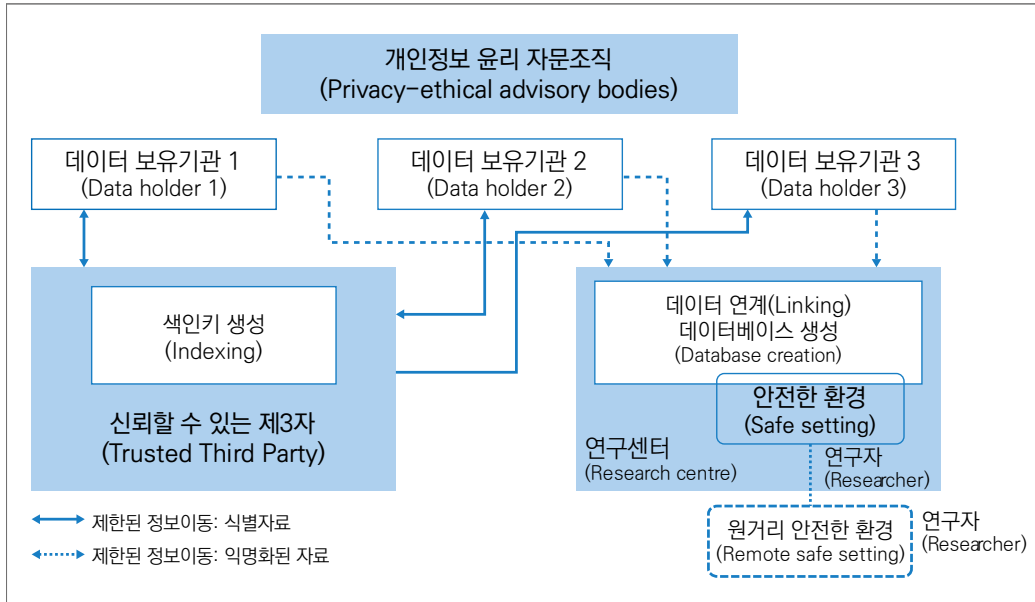 개인정보 윤리 자문조직
(Privacy-ethical advisory bodies)
데이터 보유기관 1
(Data holder 1)
데이터 보유기관 2
(Data holder 2)
데이터 보유기관 3
(Data holder 3)
색인키 생성
(Indexing)
신뢰할 수 있는 제3자
(Trusted Third Party)
데이터 연계(Linking)
데이터베이스 생성
(Database creation)
안전한 환경
(Safe setting)
연구센터
(Research centre)
연구자
(Researcher)
원거리 안전한 환경
(Remote safe setting)
연구자
(Researcher)
제한된 정보이동: 식별자료
제한된 정보이동: 익명화된 자료